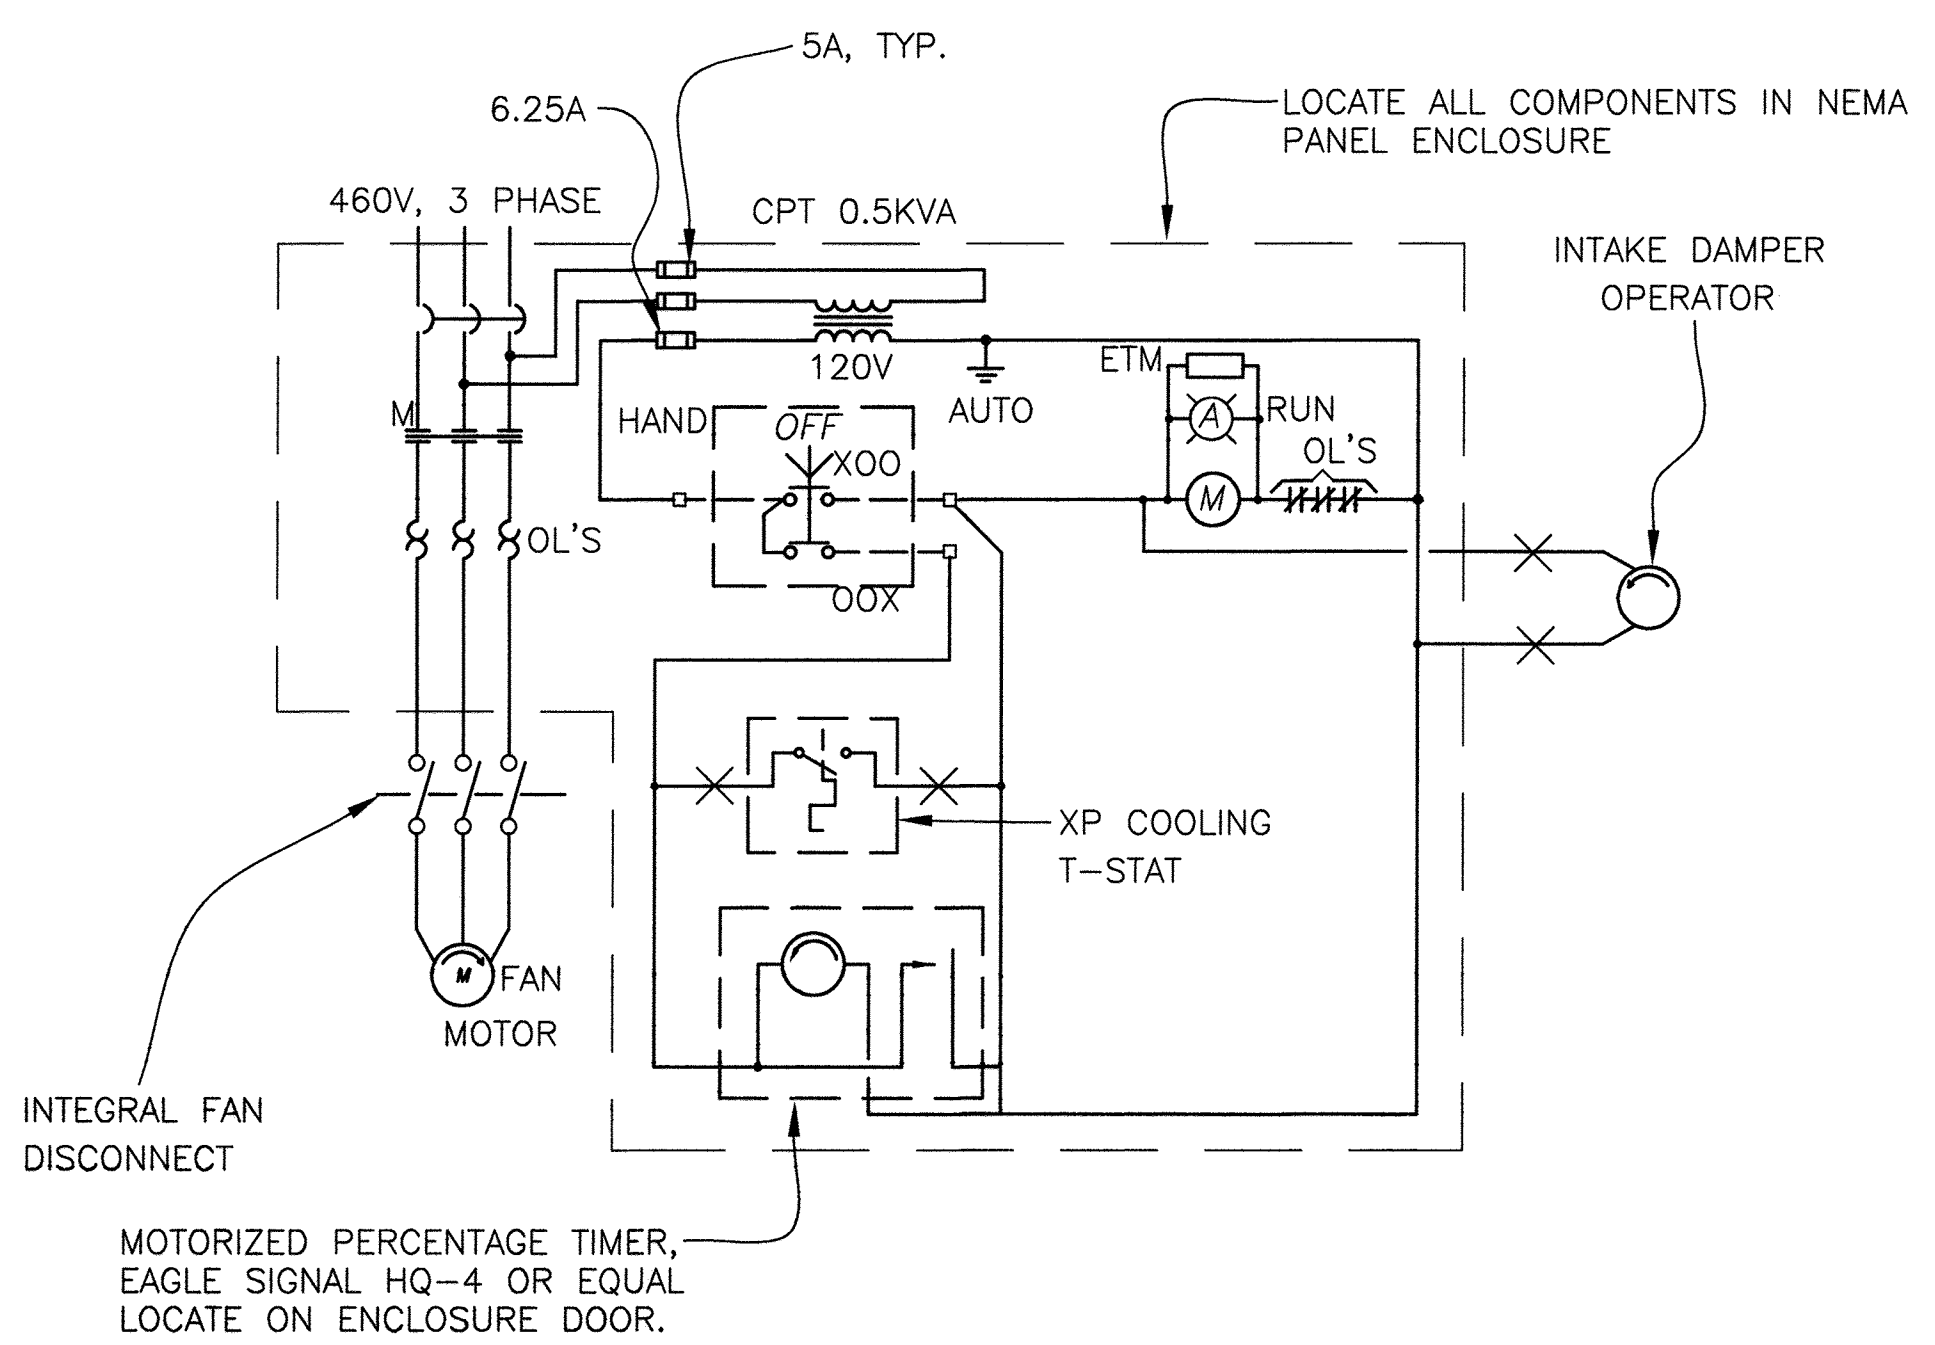 5A, TYP.
6.25A
LOCATE ALL COMPONENTS IN NEMA
PANEL ENCLOSURE
460V, 3 PHASE
CPT 0.5KVA
INTAKE DAMPER
OPERATOR
120V
ETM
M
HAND
OFF
AUTO
A
RUN
XOO
OL'S
M
OL'S
OOX
XP COOLING
T-STAT
M
FAN
MOTOR
INTEGRAL FAN
DISCONNECT
MOTORIZED PERCENTAGE TIMER,
EAGLE SIGNAL HQ-4 OR EQUAL
LOCATE ON ENCLOSURE DOOR.